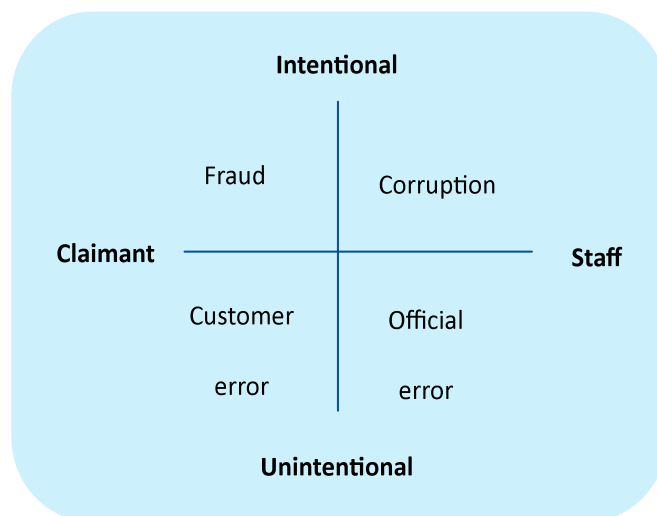 Intentional
Fraud
Corruption
Claimant
Staff
Customer
error
Official
error
Unintentional